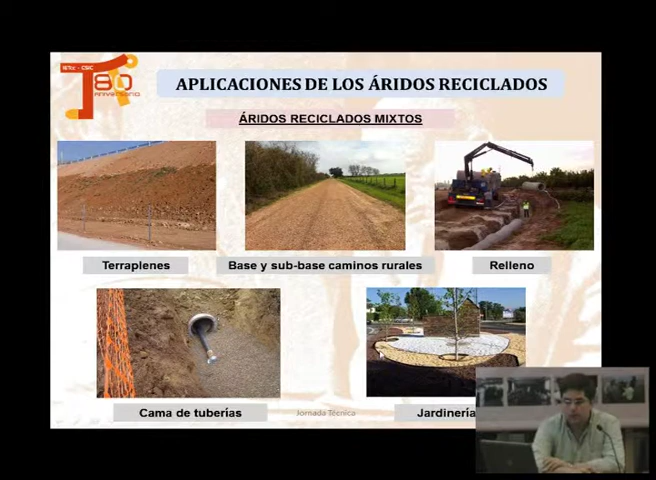 IETcc - CSIC
80
ANIVERSARIO
APLICACIONES DE LOS ÁRIDOS RECICLADOS
ÁRIDOS RECICLADOS MIXTOS
Terraplenes
Base y sub-base caminos rurales
Relleno
Cama de tuberías
Jornada Técnica
Jardinería